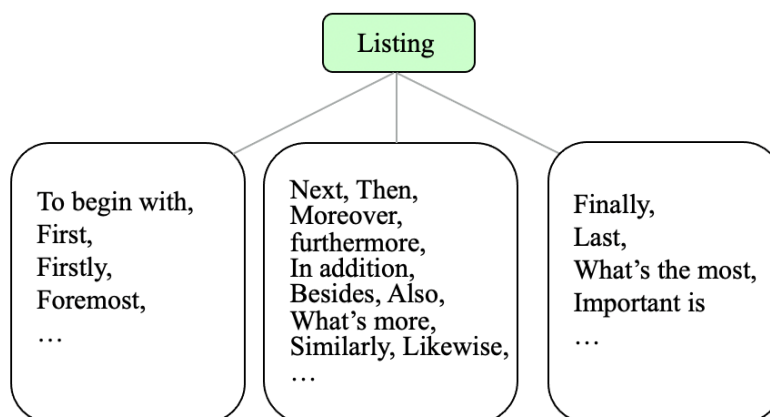 Listing
To begin with,
First,
Firstly,
Foremost,
…
Next, Then,
Moreover,
furthermore,
In addition,
Besides, Also,
What’s more,
Similarly, Likewise,
…
Finally,
Last,
What’s the most,
Important is
…